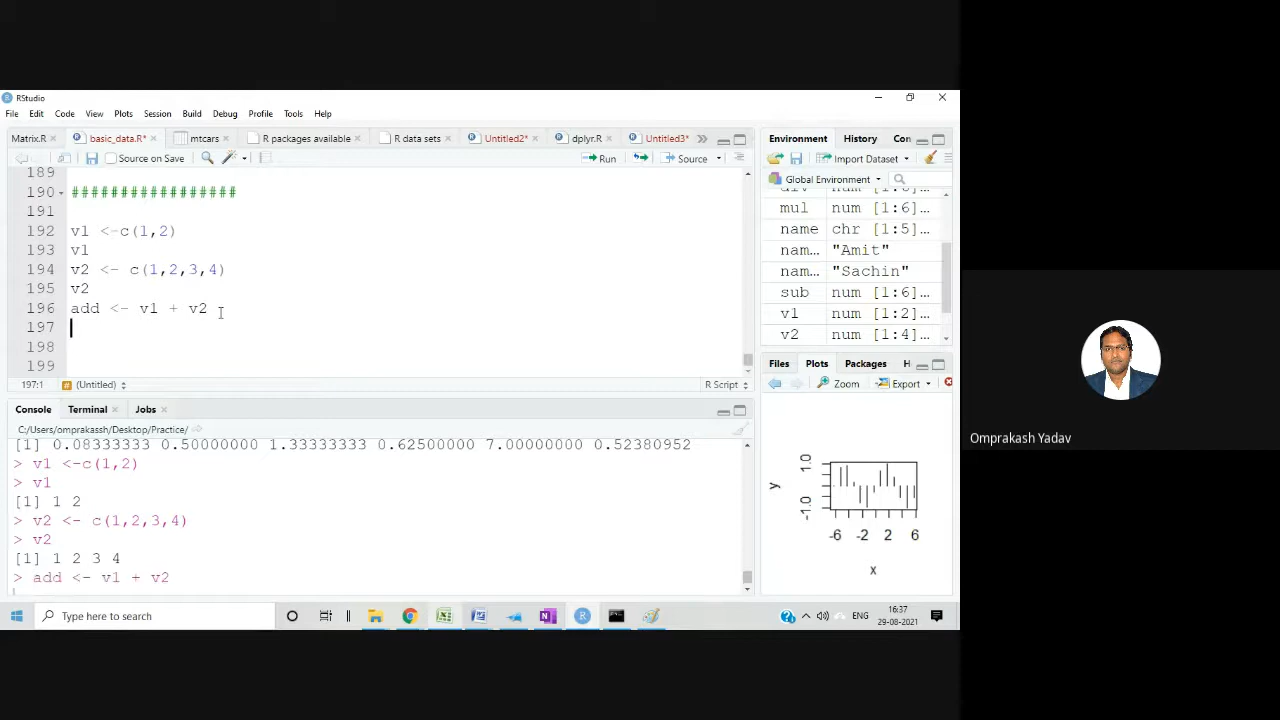 RStudio
File Edit Code View Plots Session Build Debug Profile Tools Help
Matrix.R basic_data.R* mtcars R packages available R data sets Untitled2* dplyr.R Untitled3*
Source on Save Run Source
189
190 #################
191
192 v1 <-c(1,2)
193 v1
194 v2 <- c(1,2,3,4)
195 v2
196 add <- v1 + v2
197
198
199
197:1 # (Untitled) R Script
Console Terminal Jobs
C:/Users/omprakassh/Desktop/Practice/
[1] 0.08333333 0.50000000 1.33333333 0.62500000 7.00000000 0.52380952
> v1 <-c(1,2)
> v1
[1] 1 2
> v2 <- c(1,2,3,4)
> v2
[1] 1 2 3 4
> add <- v1 + v2
Environment History Con
Import Dataset
Global Environment
div num [1:6]...
mul num [1:6]...
name chr [1:5]...
nam... "Amit"
nam... "Sachin"
sub num [1:6]...
v1 num [1:2]...
v2 num [1:4]...
Files Plots Packages H
Zoom Export
y
-1.0 1.0
-6 -2 2 6
x
Type here to search
ENG
16:37
29-08-2021
Omprakash Yadav